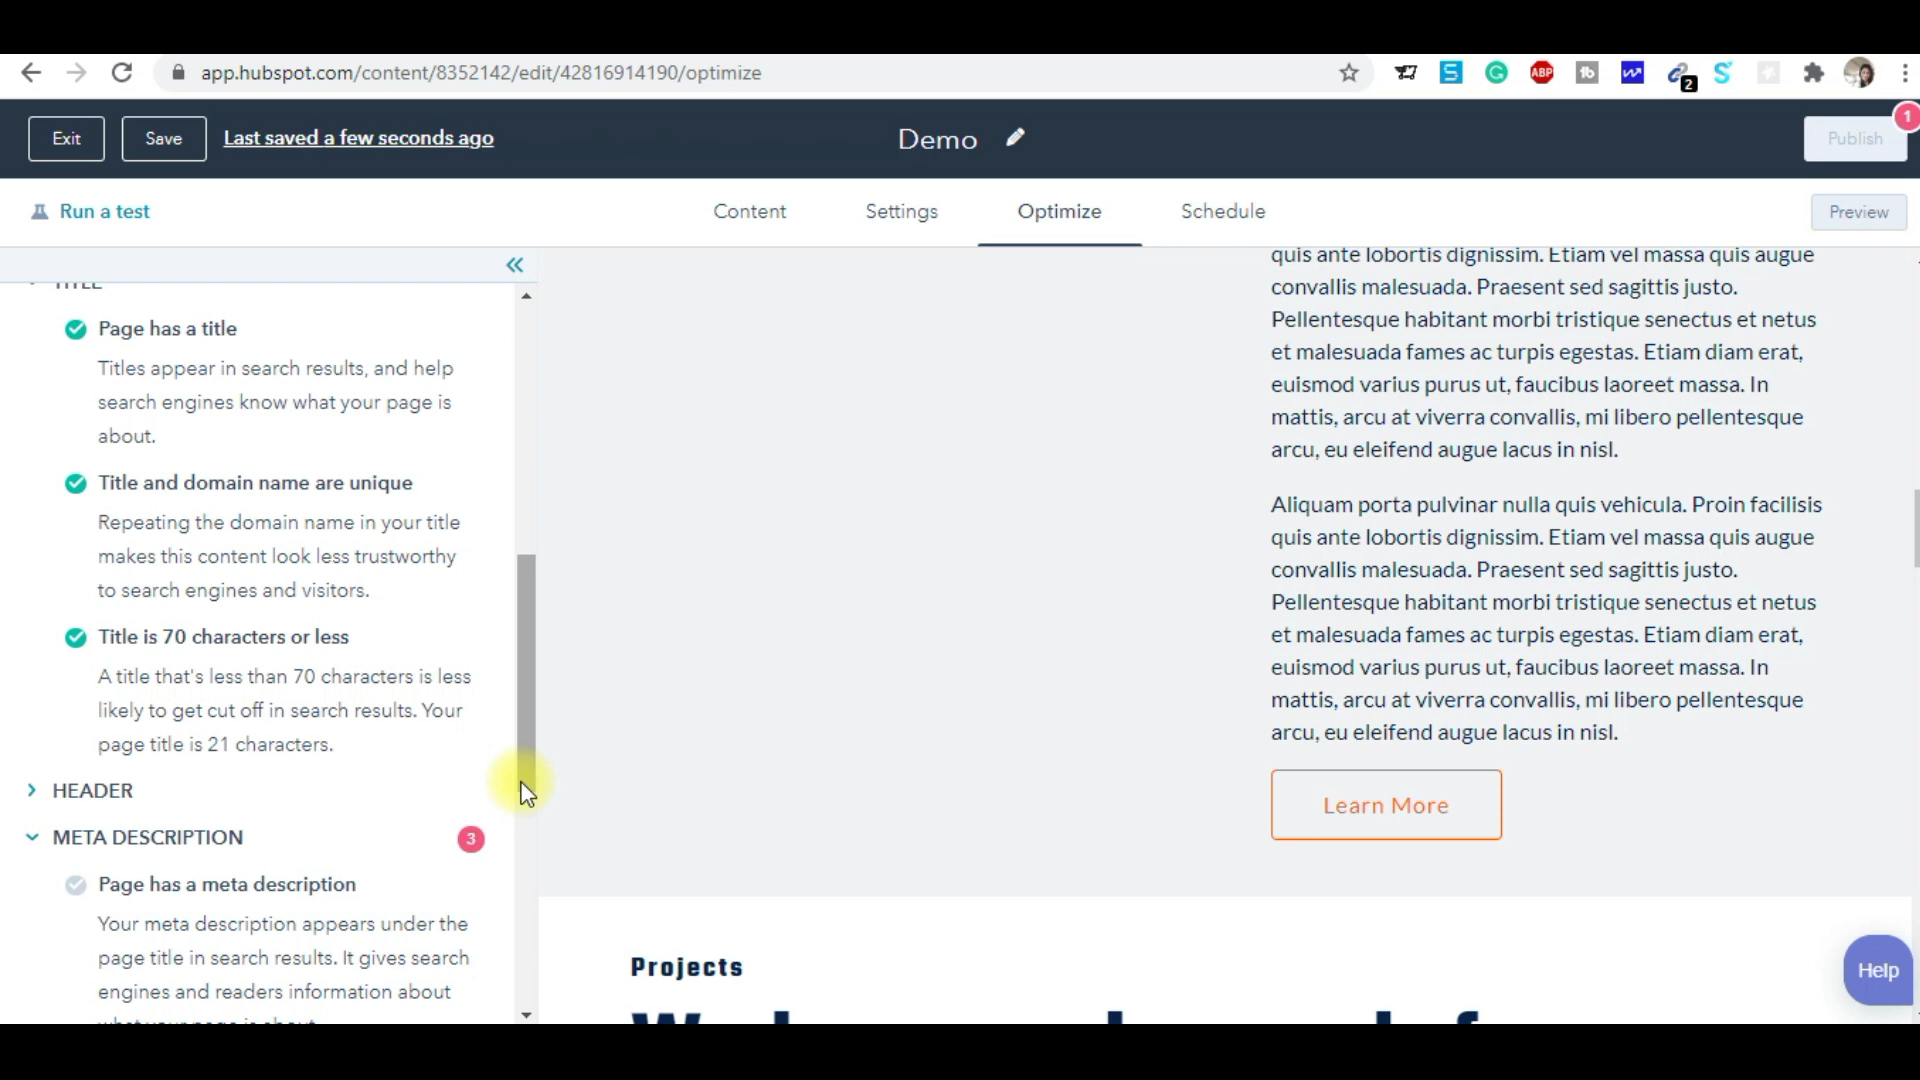 app.hubspot.com/content/8352142/edit/42816914190/optimize
S
G
ABP
tb
2
S
Exit
Save
Last saved a few seconds ago
Demo
Publish
1
Run a test
Content
Settings
Optimize
Schedule
Preview
TITLE
Page has a title
Titles appear in search results, and help
search engines know what your page is
about.
Title and domain name are unique
Repeating the domain name in your title
makes this content look less trustworthy
to search engines and visitors.
Title is 70 characters or less
A title that's less than 70 characters is less
likely to get cut off in search results. Your
page title is 21 characters.
HEADER
META DESCRIPTION
3
Page has a meta description
Your meta description appears under the
page title in search results. It gives search
engines and readers information about
what your page is about.
quis ante lobortis dignissim. Etiam vel massa quis augue
convallis malesuada. Praesent sed sagittis justo.
Pellentesque habitant morbi tristique senectus et netus
et malesuada fames ac turpis egestas. Etiam diam erat,
euismod varius purus ut, faucibus laoreet massa. In
mattis, arcu at viverra convallis, mi libero pellentesque
arcu, eu eleifend augue lacus in nisl.
Aliquam porta pulvinar nulla quis vehicula. Proin facilisis
quis ante lobortis dignissim. Etiam vel massa quis augue
convallis malesuada. Praesent sed sagittis justo.
Pellentesque habitant morbi tristique senectus et netus
et malesuada fames ac turpis egestas. Etiam diam erat,
euismod varius purus ut, faucibus laoreet massa. In
mattis, arcu at viverra convallis, mi libero pellentesque
arcu, eu eleifend augue lacus in nisl.
Learn More
Projects
Help